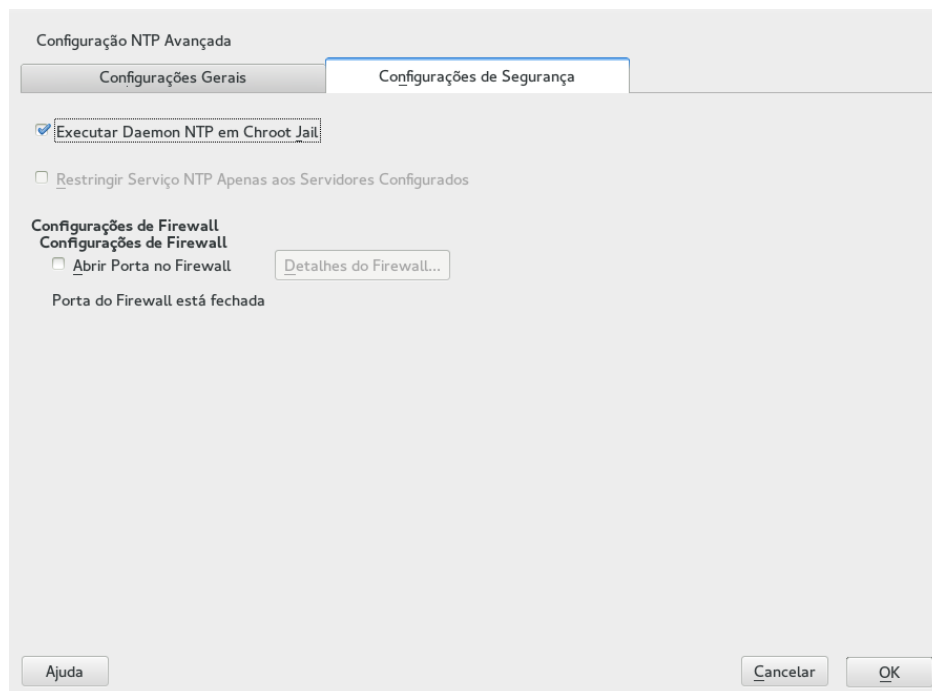 Configuração NTP Avançada
Configurações Gerais
Configurações de Segurança
Executar Daemon NTP em Chroot Jail
Restringir Serviço NTP Apenas aos Servidores Configurados
Configurações de Firewall
Configurações de Firewall
Abrir Porta no Firewall
Detalhes do Firewall...
Porta do Firewall está fechada
Ajuda
Cancelar
OK